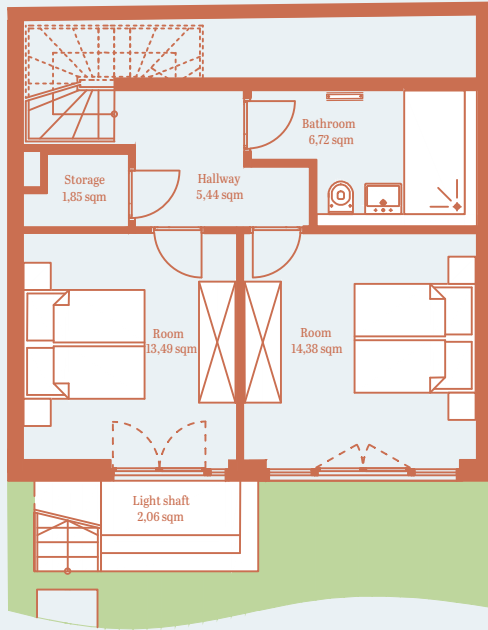 Bathroom
6,72 sqm
Storage
1,85 sqm
Hallway
5,44 sqm
Room
13,49 sqm
Room
14,38 sqm
Light shaft
2,06 sqm